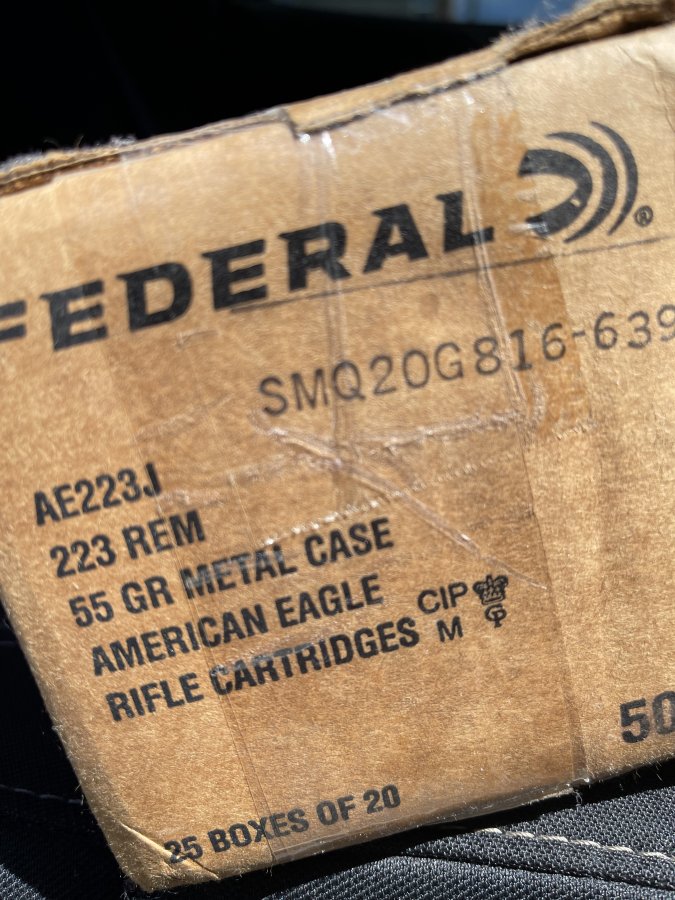 FEDERAL ®
SMQ20G816-639
AE223J
223 REM
55 GR METAL CASE
AMERICAN EAGLE
RIFLE CARTRIDGES
CIP
M
GP
25 BOXES OF 20
50